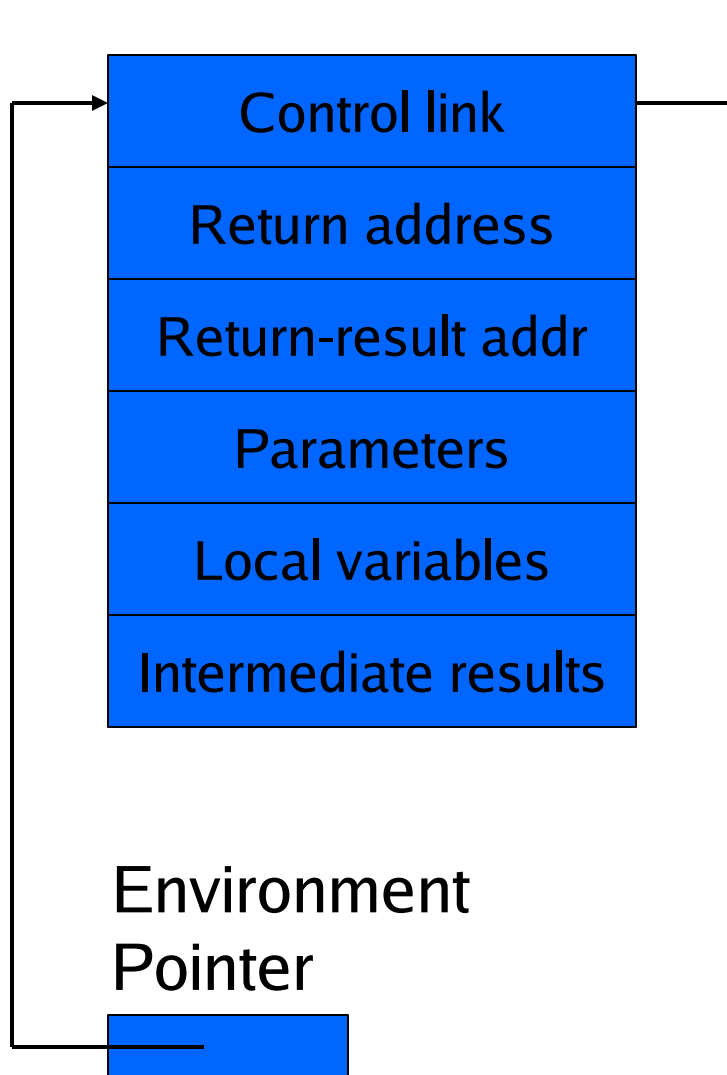 Control link
Return address
Return-result addr
Parameters
Local variables
Intermediate results
Environment
Pointer